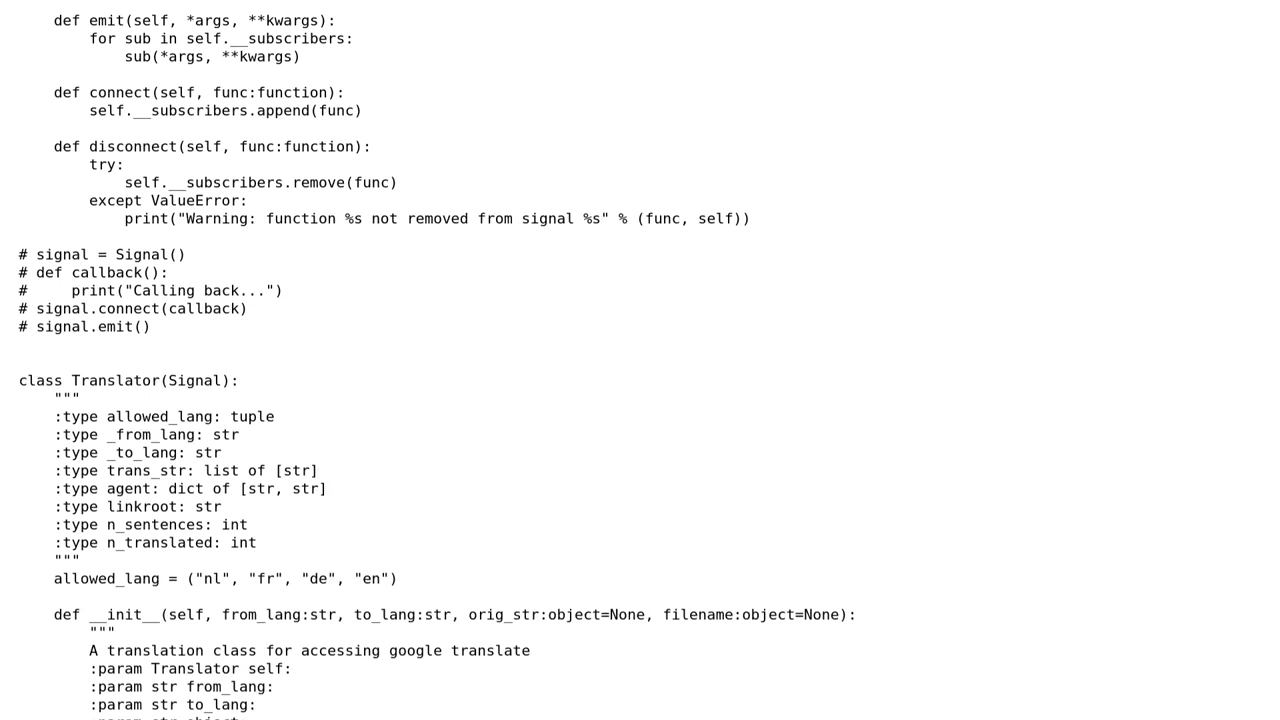 def emit(self, *args, **kwargs):
        for sub in self.__subscribers:
            sub(*args, **kwargs)

    def connect(self, func:function):
        self.__subscribers.append(func)

    def disconnect(self, func:function):
        try:
            self.__subscribers.remove(func)
        except ValueError:
            print("Warning: function %s not removed from signal %s" % (func, self))

# signal = Signal()
# def callback():
#     print("Calling back...")
# signal.connect(callback)
# signal.emit()


class Translator(Signal):
    """
    :type allowed_lang: tuple
    :type _from_lang: str
    :type _to_lang: str
    :type trans_str: list of [str]
    :type agent: dict of [str, str]
    :type linkroot: str
    :type n_sentences: int
    :type n_translated: int
    """
    allowed_lang = ("nl", "fr", "de", "en")

    def __init__(self, from_lang:str, to_lang:str, orig_str:object=None, filename:object=None):
        """
        A translation class for accessing google translate
        :param Translator self:
        :param str from_lang:
        :param str to_lang: